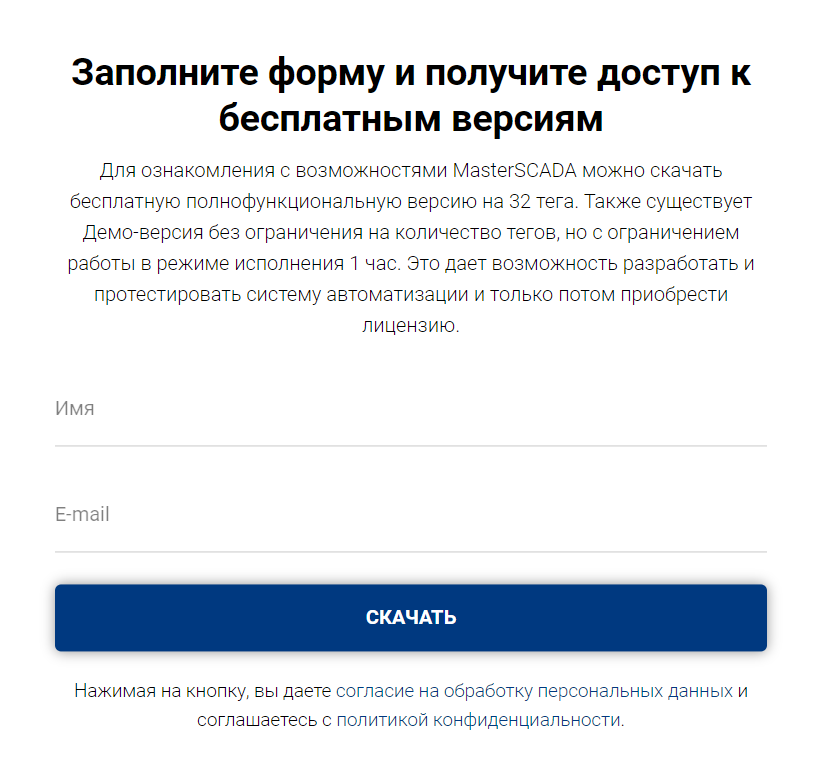 Заполните форму и получите доступ к
бесплатным версиям
Для ознакомления с возможностями MasterSCADA можно скачать
бесплатную полнофункциональную версию на 32 тега. Также существует
Демо-версия без ограничения на количество тегов, но с ограничением
работы в режиме исполнения 1 час. Это дает возможность разработать и
протестировать систему автоматизации и только потом приобрести
лицензию.
Имя
E-mail
СКАЧАТЬ
Нажимая на кнопку, вы даете согласие на обработку персональных данных и
соглашаетесь с политикой конфиденциальности.